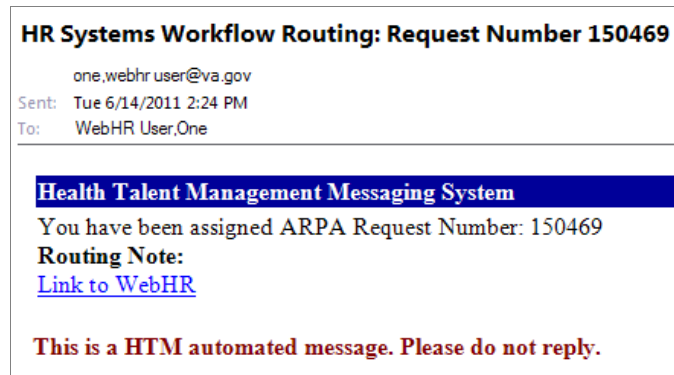 HR Systems Workflow Routing: Request Number 150469
one,webhr user@va.gov
Sent: Tue 6/14/2011 2:24 PM
To: WebHR User,One
Health Talent Management Messaging System
You have been assigned ARPA Request Number: 150469
Routing Note:
Link to WebHR
This is a HTM automated message. Please do not reply.